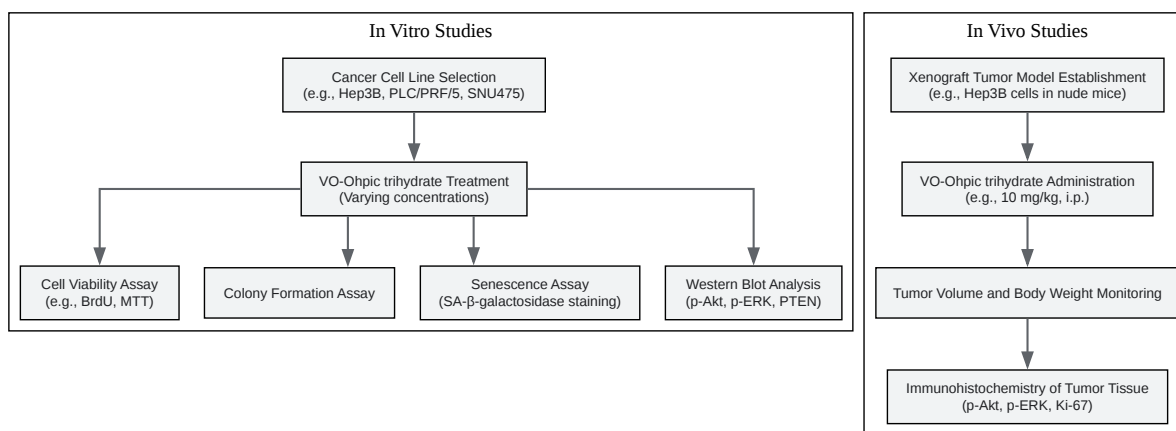 In Vitro Studies
Cancer Cell Line Selection
(e.g., Hep3B, PLC/PRF/5, SNU475)
VO-Ohpic trihydrate Treatment
(Varying concentrations)
Cell Viability Assay
(e.g., BrdU, MTT)
Colony Formation Assay
Senescence Assay
(SA-β-galactosidase staining)
Western Blot Analysis
(p-Akt, p-ERK, PTEN)
In Vivo Studies
Xenograft Tumor Model Establishment
(e.g., Hep3B cells in nude mice)
VO-Ohpic trihydrate Administration
(e.g., 10 mg/kg, i.p.)
Tumor Volume and Body Weight Monitoring
Immunohistochemistry of Tumor Tissue
(p-Akt, p-ERK, Ki-67)